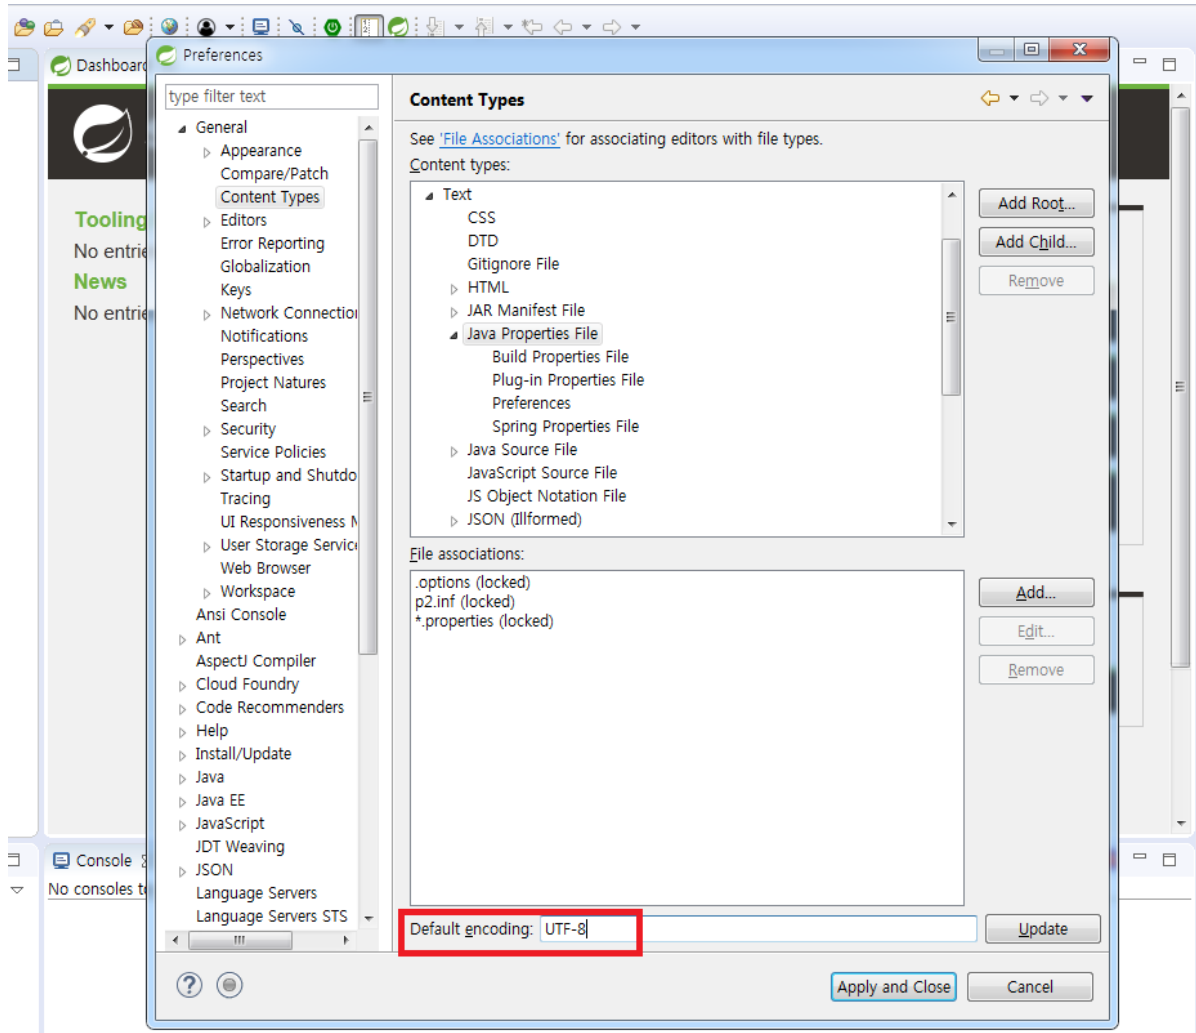 Preferences
Dashboard
type filter text
Content Types
General
Appearance
Compare/Patch
Content Types
Editors
Error Reporting
Globalization
Keys
Network Connection
Notifications
Perspectives
Project Natures
Search
Security
Service Policies
Startup and Shutdo
Tracing
UI Responsiveness
User Storage Service
Web Browser
Workspace
Ansi Console
Ant
AspectJ Compiler
Cloud Foundry
Code Recommenders
Help
Install/Update
Java
Java EE
JavaScript
JDT Weaving
JSON
Language Servers
Language Servers STS
See 'File Associations' for associating editors with file types.
Content types:
Text
CSS
DTD
Gitignore File
HTML
JAR Manifest File
Java Properties File
Build Properties File
Plug-in Properties File
Preferences
Spring Properties File
Java Source File
JavaScript Source File
JS Object Notation File
JSON (Illformed)
Add Root...
Add Child...
Remove
File associations:
.options (locked)
p2.inf (locked)
*.properties (locked)
Add...
Edit...
Remove
Default encoding: UTF-8
Update
Apply and Close
Cancel
Tooling
No entrie
News
No entrie
Console
No consoles to